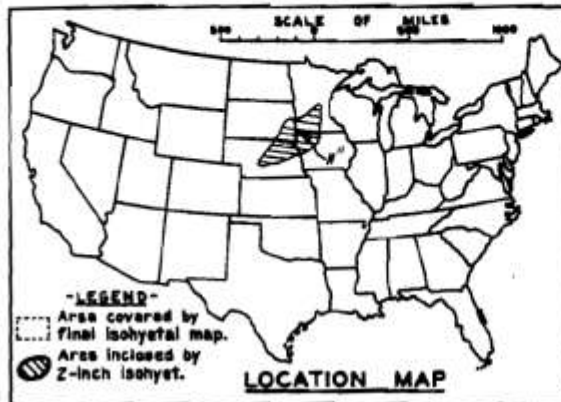 SCALE OF MILES
500 0 500 1000
-LEGEND-
Area covered by
final isohyetal map.
Area inclosed by
2-inch isohyet.
LOCATION MAP